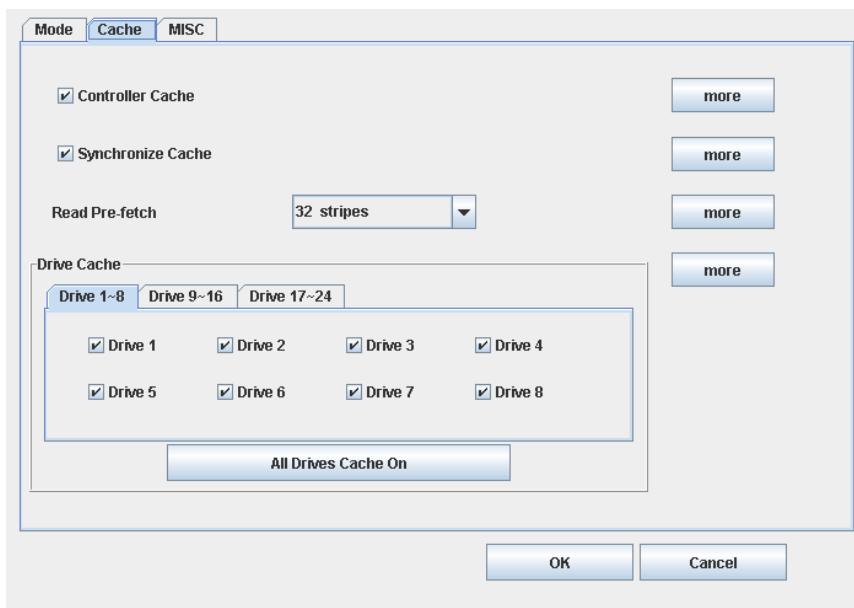 Mode Cache MISC
Controller Cache more
Synchronize Cache more
Read Pre-fetch 32 stripes more
Drive Cache more
Drive 1~8 Drive 9~16 Drive 17~24
Drive 1 Drive 2 Drive 3 Drive 4
Drive 5 Drive 6 Drive 7 Drive 8
All Drives Cache On
OK Cancel